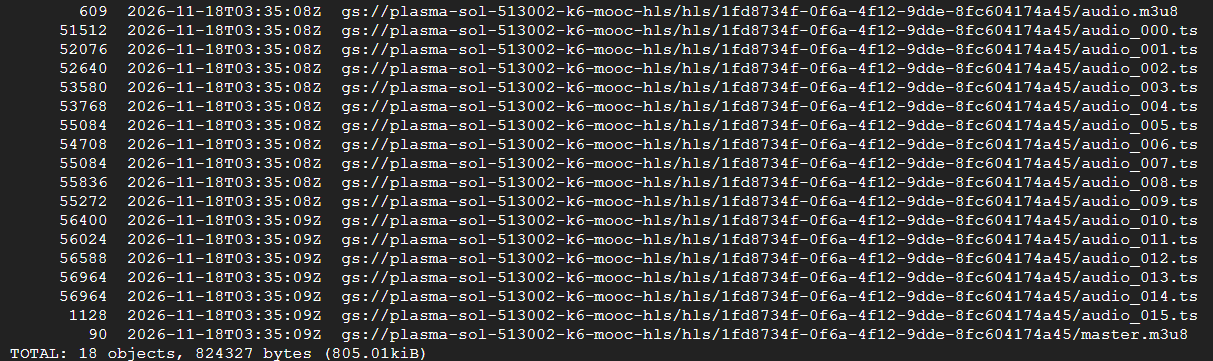 609 2026-11-18T03:35:08Z gs://plasma-sol-513002-k6-mooc-hls/hls/1fd8734f-0f6a-4f12-9dde-8fc604174a45/audio.m3u8
51512 2026-11-18T03:35:08Z gs://plasma-sol-513002-k6-mooc-hls/hls/1fd8734f-0f6a-4f12-9dde-8fc604174a45/audio_000.ts
52076 2026-11-18T03:35:08Z gs://plasma-sol-513002-k6-mooc-hls/hls/1fd8734f-0f6a-4f12-9dde-8fc604174a45/audio_001.ts
52640 2026-11-18T03:35:08Z gs://plasma-sol-513002-k6-mooc-hls/hls/1fd8734f-0f6a-4f12-9dde-8fc604174a45/audio_002.ts
53580 2026-11-18T03:35:08Z gs://plasma-sol-513002-k6-mooc-hls/hls/1fd8734f-0f6a-4f12-9dde-8fc604174a45/audio_003.ts
53768 2026-11-18T03:35:08Z gs://plasma-sol-513002-k6-mooc-hls/hls/1fd8734f-0f6a-4f12-9dde-8fc604174a45/audio_004.ts
55084 2026-11-18T03:35:08Z gs://plasma-sol-513002-k6-mooc-hls/hls/1fd8734f-0f6a-4f12-9dde-8fc604174a45/audio_005.ts
54708 2026-11-18T03:35:08Z gs://plasma-sol-513002-k6-mooc-hls/hls/1fd8734f-0f6a-4f12-9dde-8fc604174a45/audio_006.ts
55084 2026-11-18T03:35:08Z gs://plasma-sol-513002-k6-mooc-hls/hls/1fd8734f-0f6a-4f12-9dde-8fc604174a45/audio_007.ts
55836 2026-11-18T03:35:08Z gs://plasma-sol-513002-k6-mooc-hls/hls/1fd8734f-0f6a-4f12-9dde-8fc604174a45/audio_008.ts
55272 2026-11-18T03:35:08Z gs://plasma-sol-513002-k6-mooc-hls/hls/1fd8734f-0f6a-4f12-9dde-8fc604174a45/audio_009.ts
56400 2026-11-18T03:35:09Z gs://plasma-sol-513002-k6-mooc-hls/hls/1fd8734f-0f6a-4f12-9dde-8fc604174a45/audio_010.ts
56024 2026-11-18T03:35:09Z gs://plasma-sol-513002-k6-mooc-hls/hls/1fd8734f-0f6a-4f12-9dde-8fc604174a45/audio_011.ts
56588 2026-11-18T03:35:09Z gs://plasma-sol-513002-k6-mooc-hls/hls/1fd8734f-0f6a-4f12-9dde-8fc604174a45/audio_012.ts
56964 2026-11-18T03:35:09Z gs://plasma-sol-513002-k6-mooc-hls/hls/1fd8734f-0f6a-4f12-9dde-8fc604174a45/audio_013.ts
56964 2026-11-18T03:35:09Z gs://plasma-sol-513002-k6-mooc-hls/hls/1fd8734f-0f6a-4f12-9dde-8fc604174a45/audio_014.ts
1128 2026-11-18T03:35:09Z gs://plasma-sol-513002-k6-mooc-hls/hls/1fd8734f-0f6a-4f12-9dde-8fc604174a45/audio_015.ts
90 2026-11-18T03:35:09Z gs://plasma-sol-513002-k6-mooc-hls/hls/1fd8734f-0f6a-4f12-9dde-8fc604174a45/master.m3u8
TOTAL: 18 objects, 824327 bytes (805.01kiB)